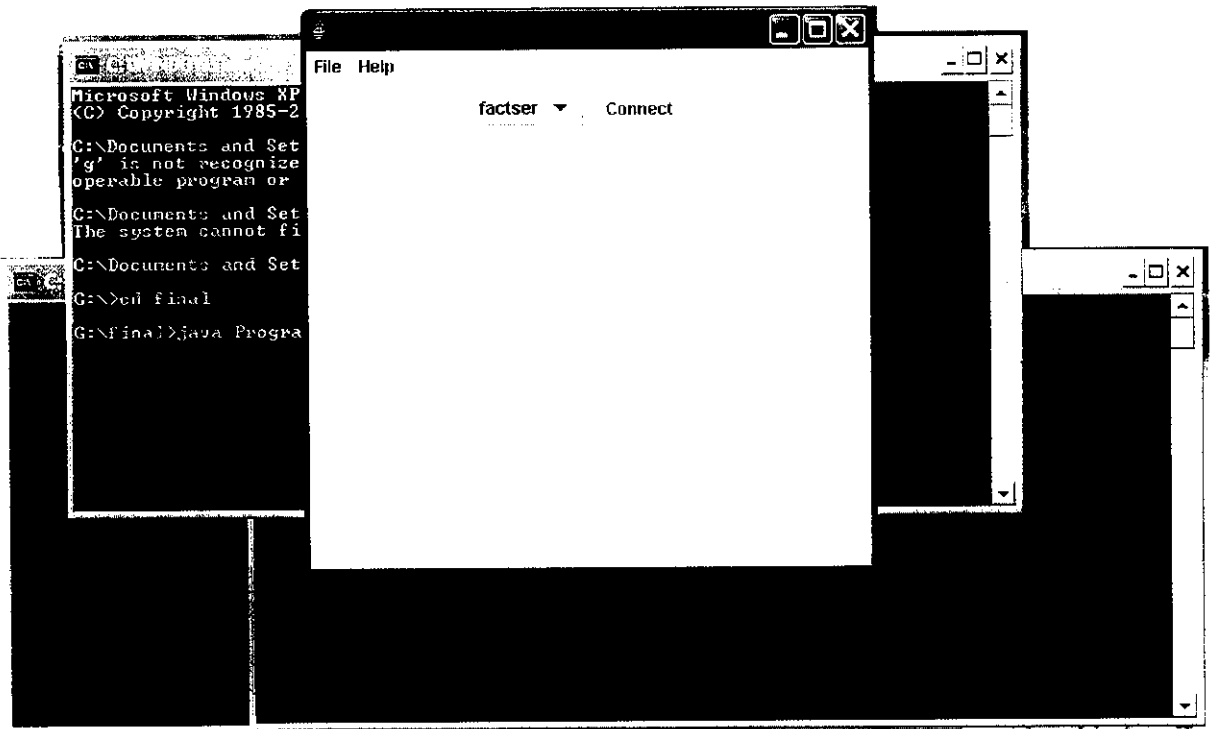 File Help
factser Connect
Microsoft Windows XP
(C) Copyright 1985-2
C:\Documents and Set
'g' is not recognize
operable program or
C:\Documents and Set
The system cannot fi
C:\Documents and Set
G:\>cd final
G:\final>java Progra